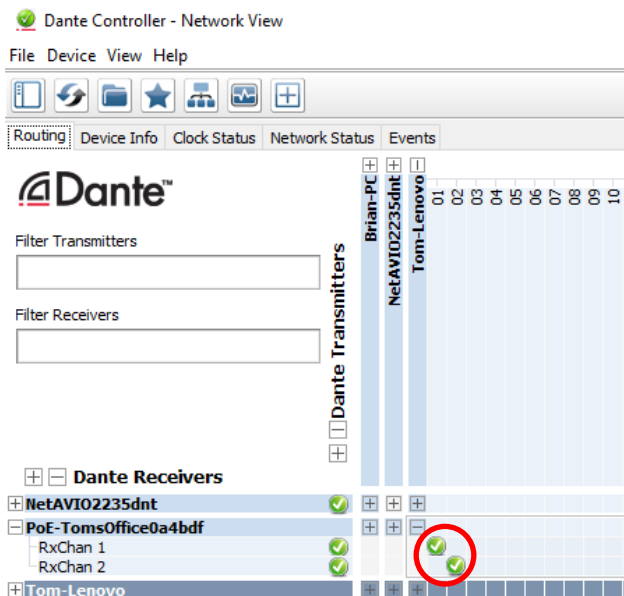 Dante Controller - Network View
File Device View Help
Routing Device Info Clock Status Network Status Events
Dante™
Filter Transmitters
Filter Receivers
Dante Transmitters
Brian-PC
NetAVIO2235dnt
Tom-Lenovo
01 02 03 04 05 06 07 08 09 10
Dante Receivers
NetAVIO2235dnt
PoE-TomsOffice0a4bdf
RxChan 1
RxChan 2
Tom-Lenovo